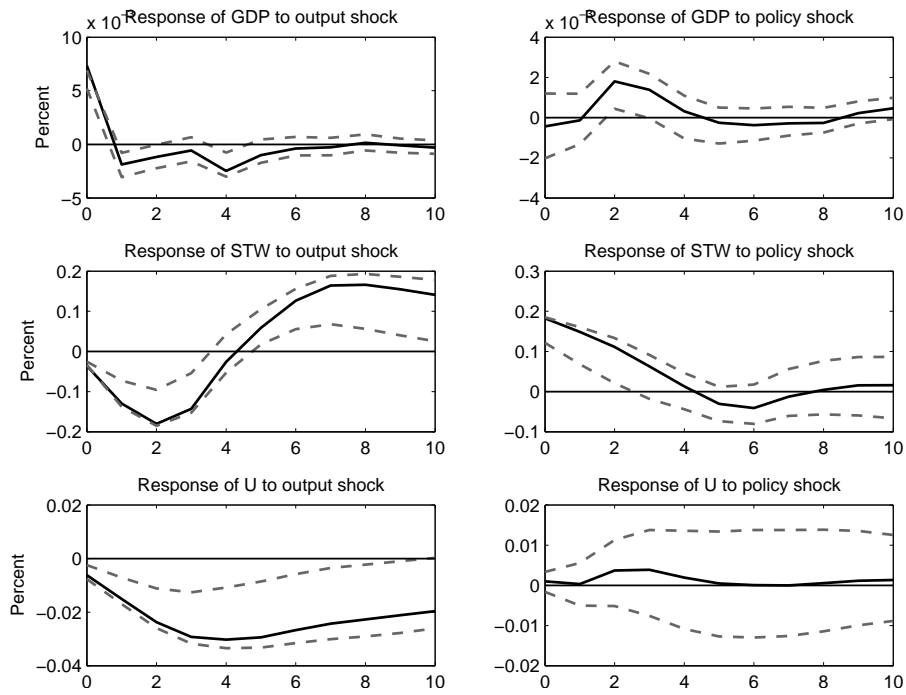 x 10⁻³ Response of GDP to output shock
10
5
0
−5
Percent
0 2 4 6 8 10
x 10⁻³ Response of GDP to policy shock
4
2
0
−2
−4
0 2 4 6 8 10
Response of STW to output shock
0.2
0.1
0
−0.1
−0.2
Percent
0 2 4 6 8 10
Response of STW to policy shock
0.3
0.2
0.1
0
−0.1
0 2 4 6 8 10
Response of U to output shock
0.02
0
−0.02
−0.04
Percent
0 2 4 6 8 10
Response of U to policy shock
0.02
0.01
0
−0.01
−0.02
0 2 4 6 8 10